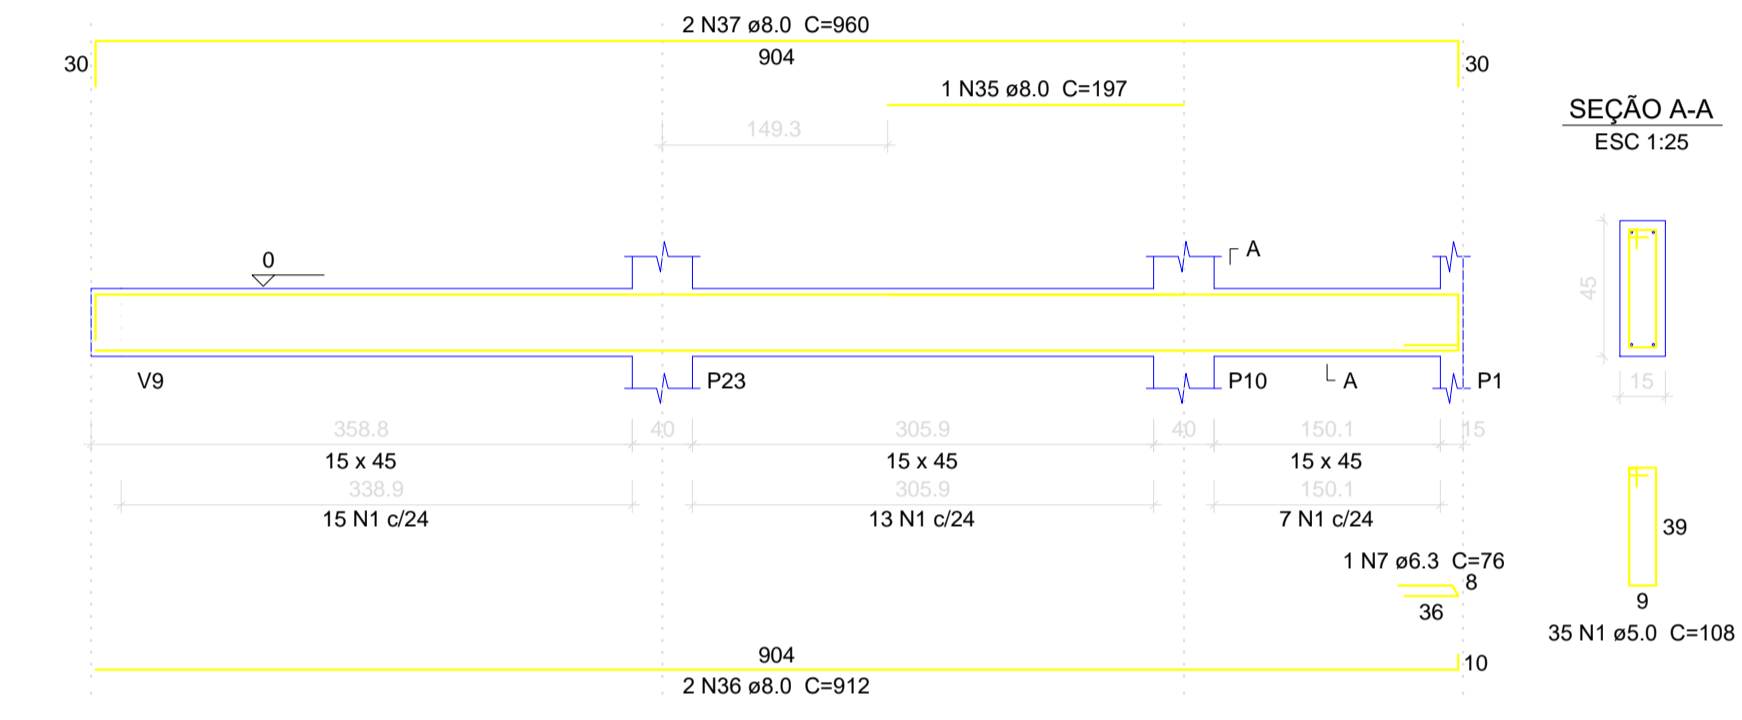 2 N37 ø8.0 C=960
30
904
30
1 N35 ø8.0 C=197
149.3
SEÇÃO A-A
ESC 1:25
0
A
45
15
V9
P23
P10
A
P1
358.8
40
305.9
40
150.1
15
15 x 45
15 x 45
15 x 45
338.9
305.9
150.1
15 N1 c/24
13 N1 c/24
7 N1 c/24
39
9
35 N1 ø5.0 C=108
1 N7 ø6.3 C=76
8
36
904
10
2 N36 ø8.0 C=912